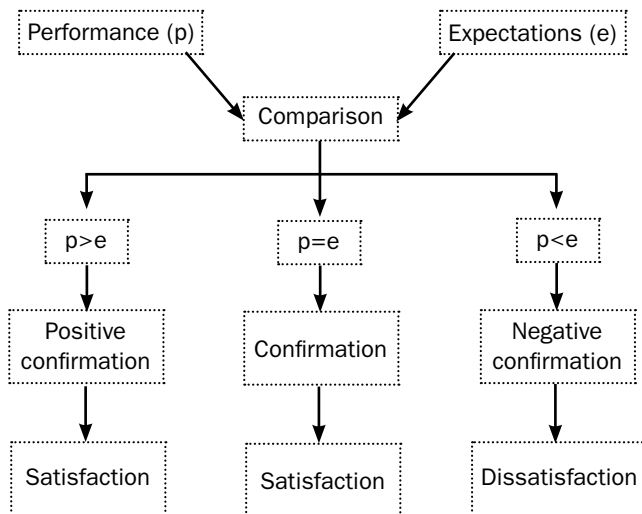 Performance (p)
Expectations (e)
Comparison
p>e
p=e
p<e
Positive
confirmation
Confirmation
Negative
confirmation
Satisfaction
Satisfaction
Dissatisfaction